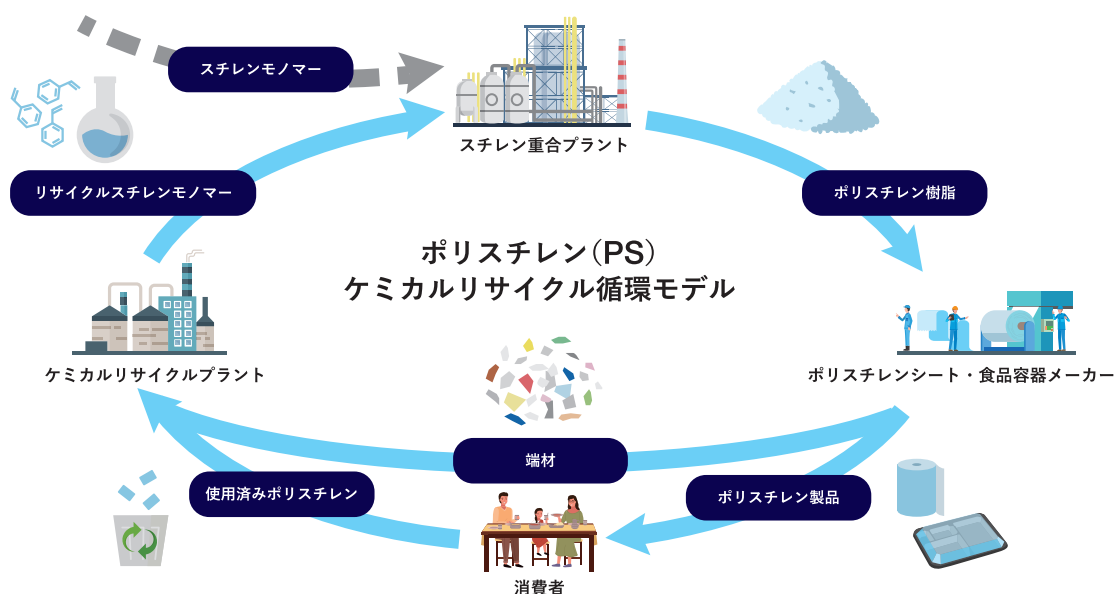 スチレンモノマー
スチレン重合プラント
リサイクルスチレンモノマー
ポリスチレン樹脂
ポリスチレン(PS)
ケミカルリサイクル循環モデル
ケミカルリサイクルプラント
ポリスチレンシート・食品容器メーカー
端材
使用済みポリスチレン
ポリスチレン製品
消費者